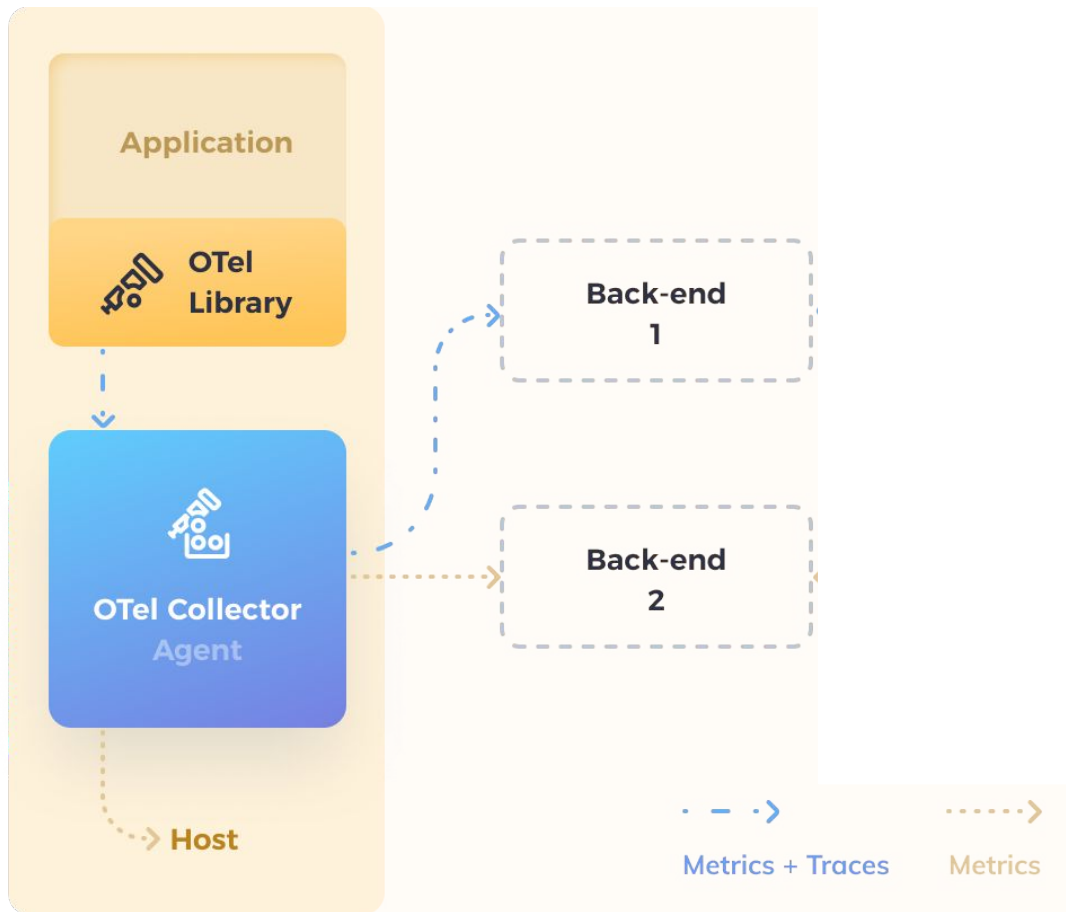 Application
OTel
Library
Back-end
1
Back-end
2
OTel Collector
Agent
Host
Metrics + Traces
Metrics